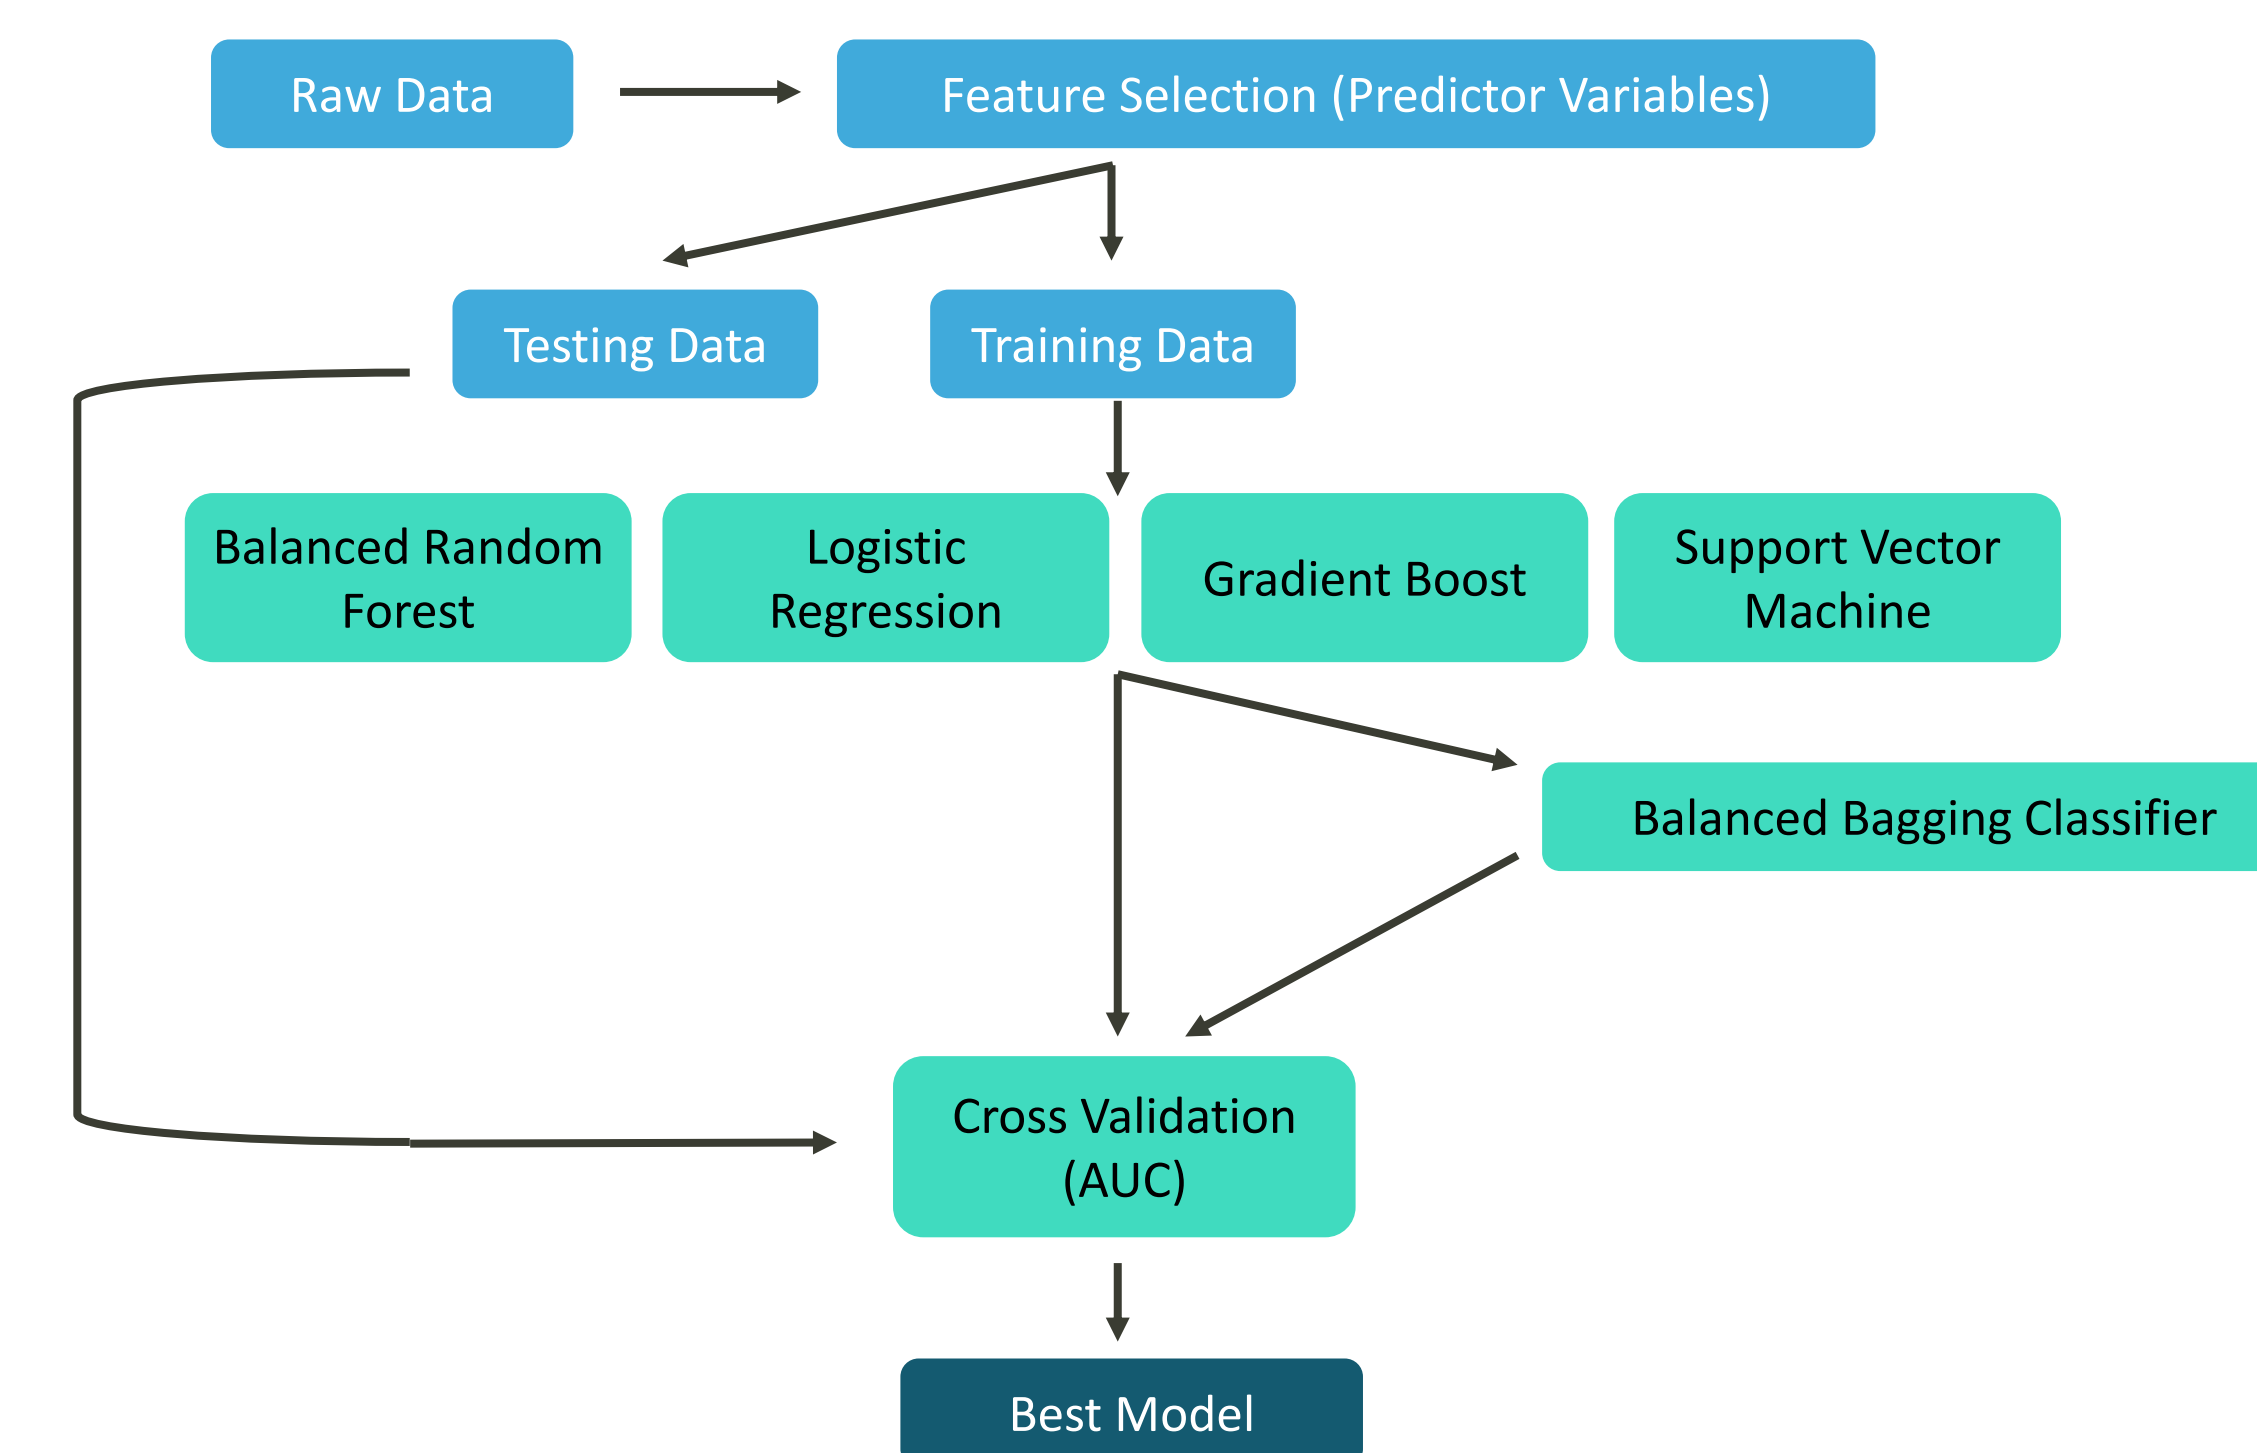 Raw Data
Feature Selection (Predictor Variables)
Testing Data
Training Data
Balanced Random
Forest
Logistic
Regression
Gradient Boost
Support Vector
Machine
Balanced Bagging Classifier
Cross Validation
(AUC)
Best Model